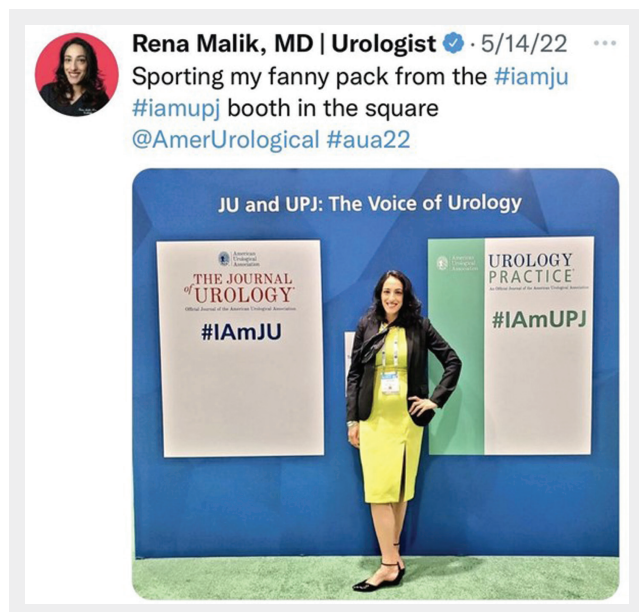 Rena Malik, MD | Urologist · 5/14/22 ···
Sporting my fanny pack from the #iamju
#iamupj booth in the square
@AmerUrological #aua22
JU and UPJ: The Voice of Urology
American
Urological
Association
THE JOURNAL
of UROLOGY®
Official Journal of the American Urological Association
#IAmJU
American
Urological
Association
UROLOGY
PRACTICE®
An Official Journal of the American Urological Association
#IAmUPJ